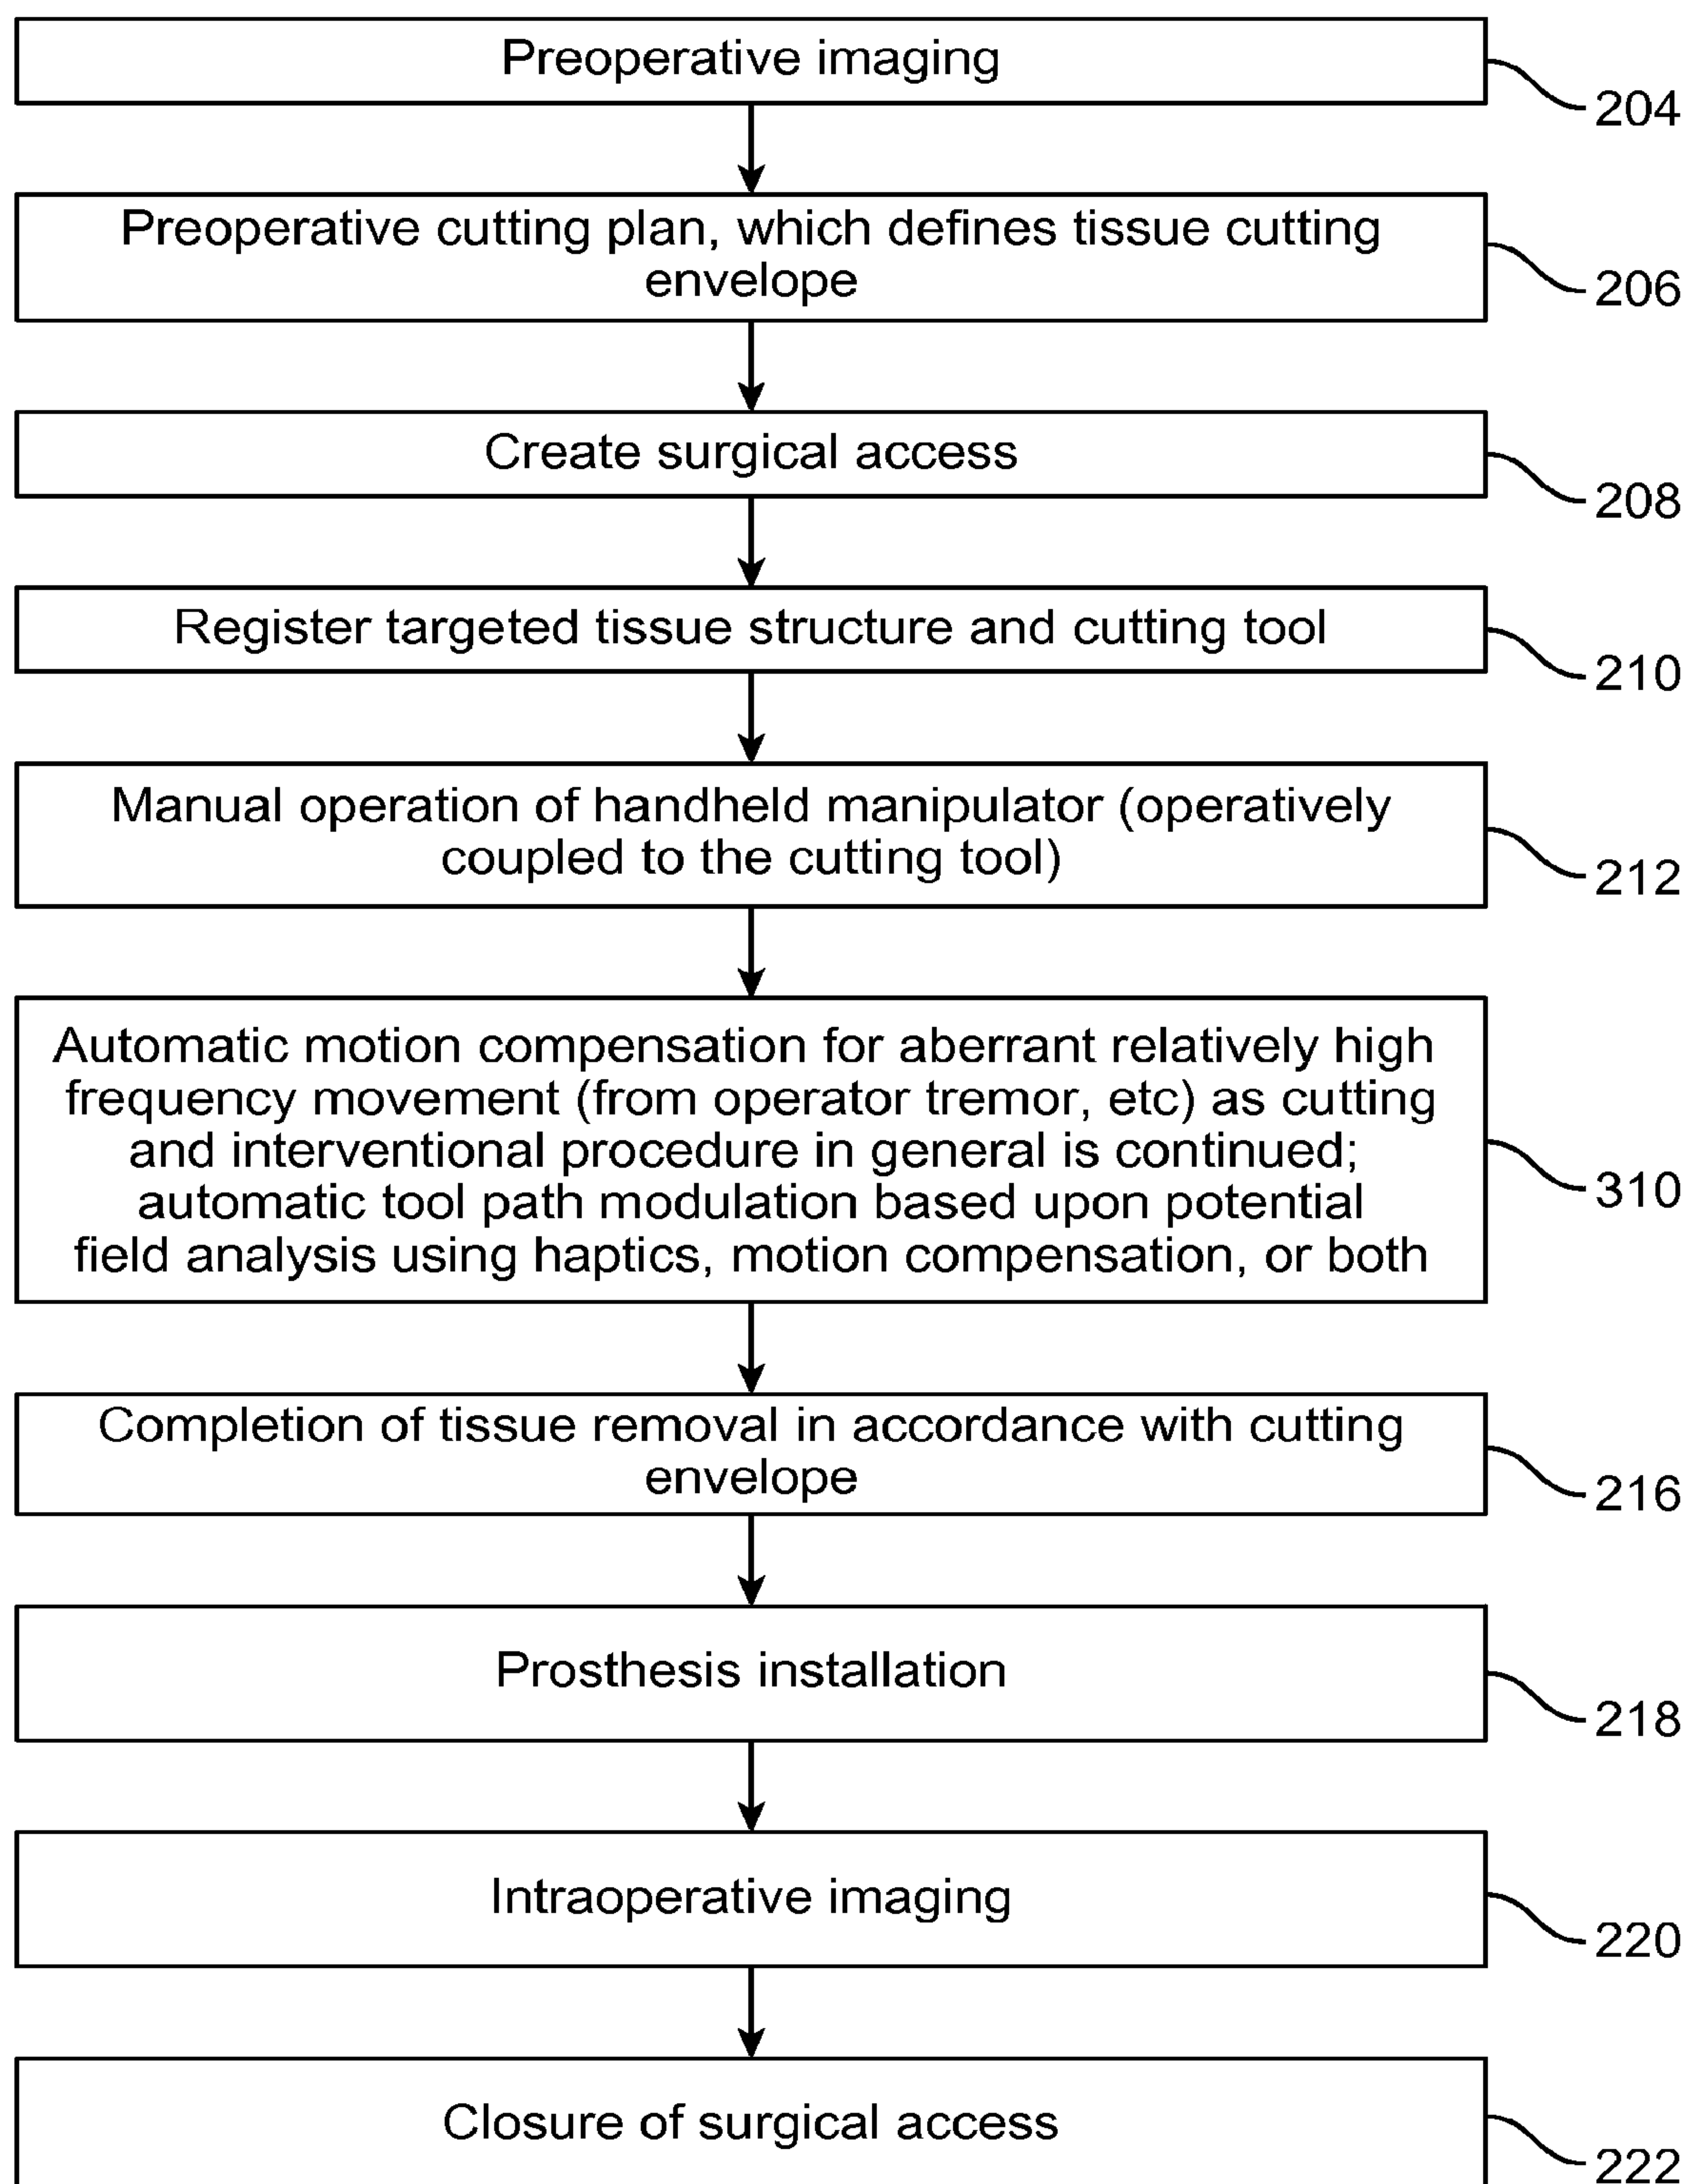 Preoperative imaging
204
Preoperative cutting plan, which defines tissue cutting
envelope
206
Create surgical access
208
Register targeted tissue structure and cutting tool
210
Manual operation of handheld manipulator (operatively
coupled to the cutting tool)
212
Automatic motion compensation for aberrant relatively high
frequency movement (from operator tremor, etc) as cutting
and interventional procedure in general is continued;
automatic tool path modulation based upon potential
field analysis using haptics, motion compensation, or both
310
Completion of tissue removal in accordance with cutting
envelope
216
Prosthesis installation
218
Intraoperative imaging
220
Closure of surgical access
222